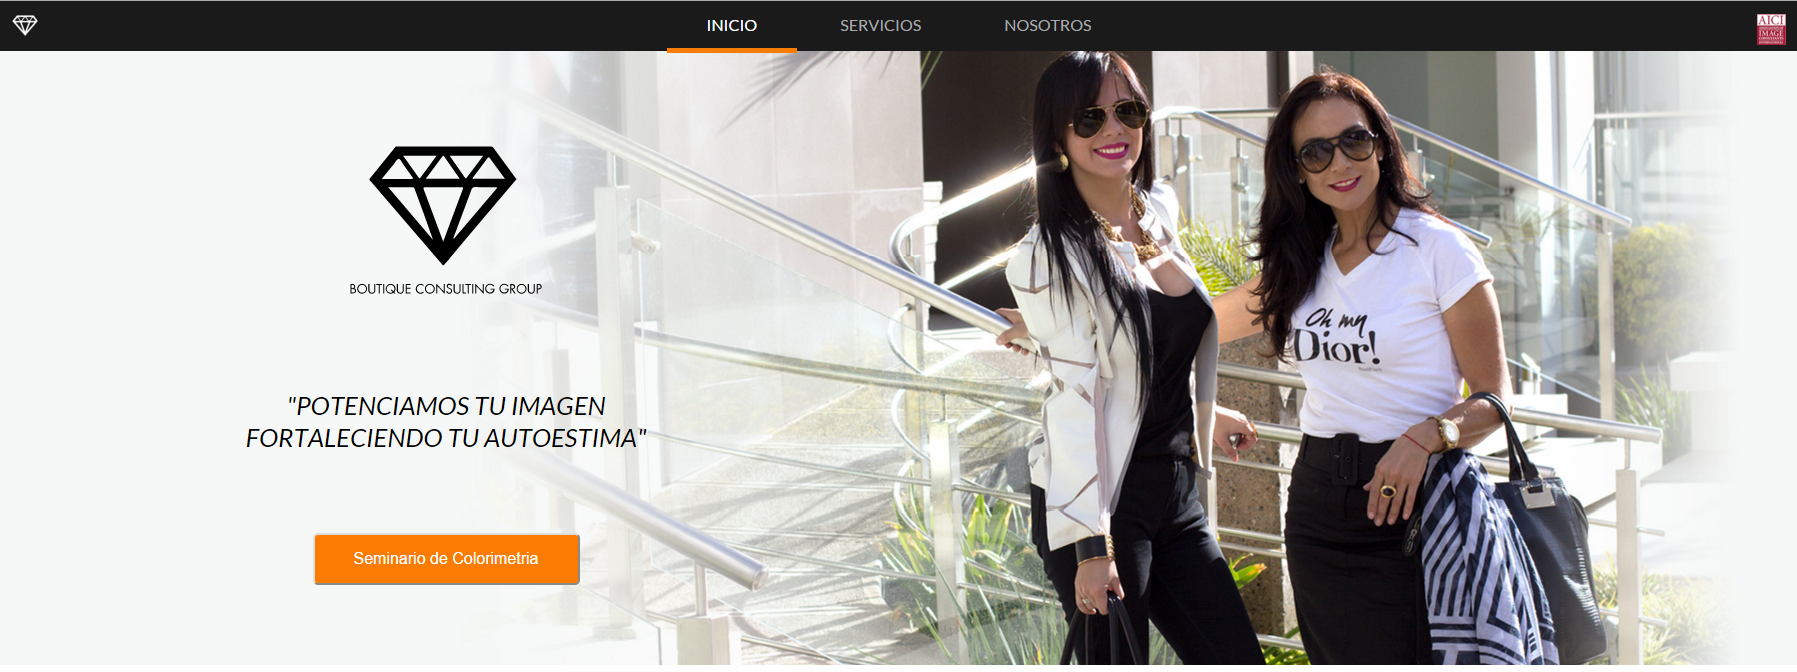 INICIO
SERVICIOS
NOSOTROS
AICI
IMAGE
BOUTIQUE CONSULTING GROUP
"POTENCIAMOS TU IMAGEN
FORTALECIENDO TU AUTOESTIMA"
Seminario de Colorimetria
Oh my
Dior!